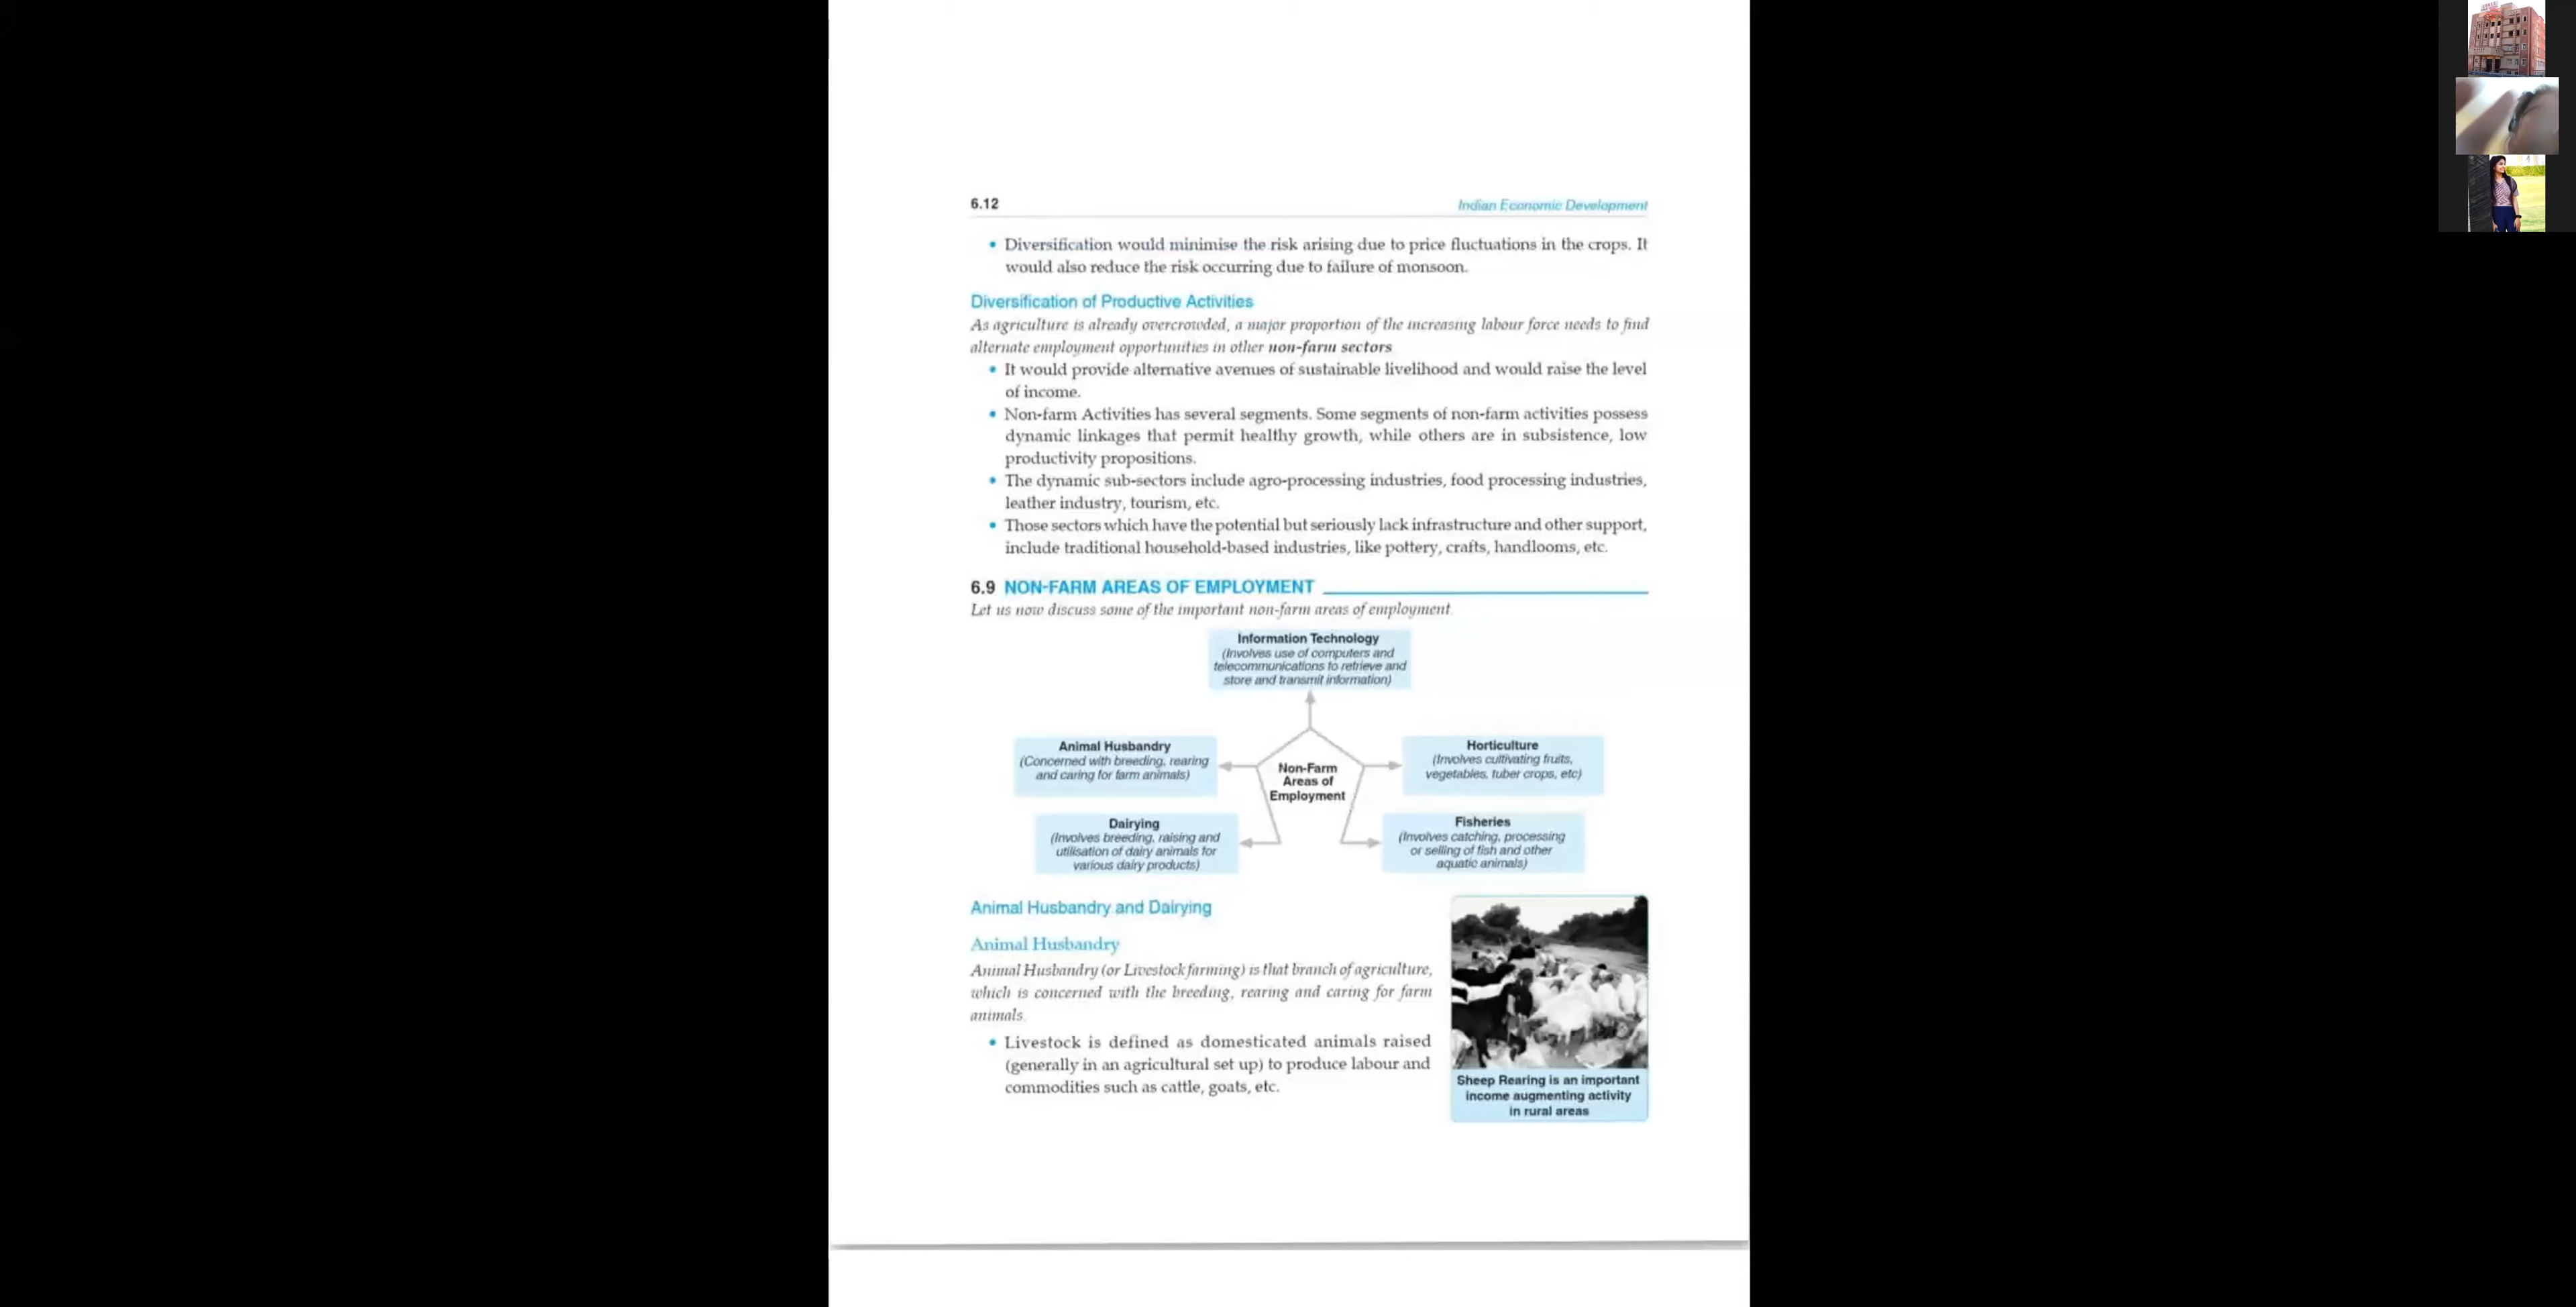 6.12
Indian Economic Development
• Diversification would minimise the risk arising due to price fluctuations in the crops. It
would also reduce the risk occurring due to failure of monsoon.
Diversification of Productive Activities
As agriculture is already overcrowded, a major proportion of the increasing labour force needs to find
alternate employment opportunities in other non-farm sectors.
• It would provide alternative avenues of sustainable livelihood and would raise the level
of income.
• Non-farm Activities has several segments. Some segments of non-farm activities possess
dynamic linkages that permit healthy growth, while others are in subsistence, low
productivity propositions.
• The dynamic sub-sectors include agro-processing industries, food processing industries,
leather industry, tourism, etc.
• Those sectors which have the potential but seriously lack infrastructure and other support,
include traditional household-based industries, like pottery, crafts, handlooms, etc.
6.9 NON-FARM AREAS OF EMPLOYMENT
Let us now discuss some of the important non-farm areas of employment.
Information Technology
(Involves use of computers and
telecommunications to retrieve and
store and transmit information)
Animal Husbandry
(Concerned with breeding, rearing
and caring for farm animals)
Horticulture
(Involves cultivating fruits,
vegetables, tuber crops, etc)
Non-Farm
Areas of
Employment
Dairying
(Involves breeding, raising and
utilisation of dairy animals for
various dairy products)
Fisheries
(Involves catching, processing
or selling of fish and other
aquatic animals)
Animal Husbandry and Dairying
Animal Husbandry
Animal Husbandry (or Livestock farming) is that branch of agriculture,
which is concerned with the breeding, rearing and caring for farm
animals.
• Livestock is defined as domesticated animals raised
(generally in an agricultural set up) to produce labour and
commodities such as cattle, goats, etc.
Sheep Rearing is an important
income augmenting activity
in rural areas